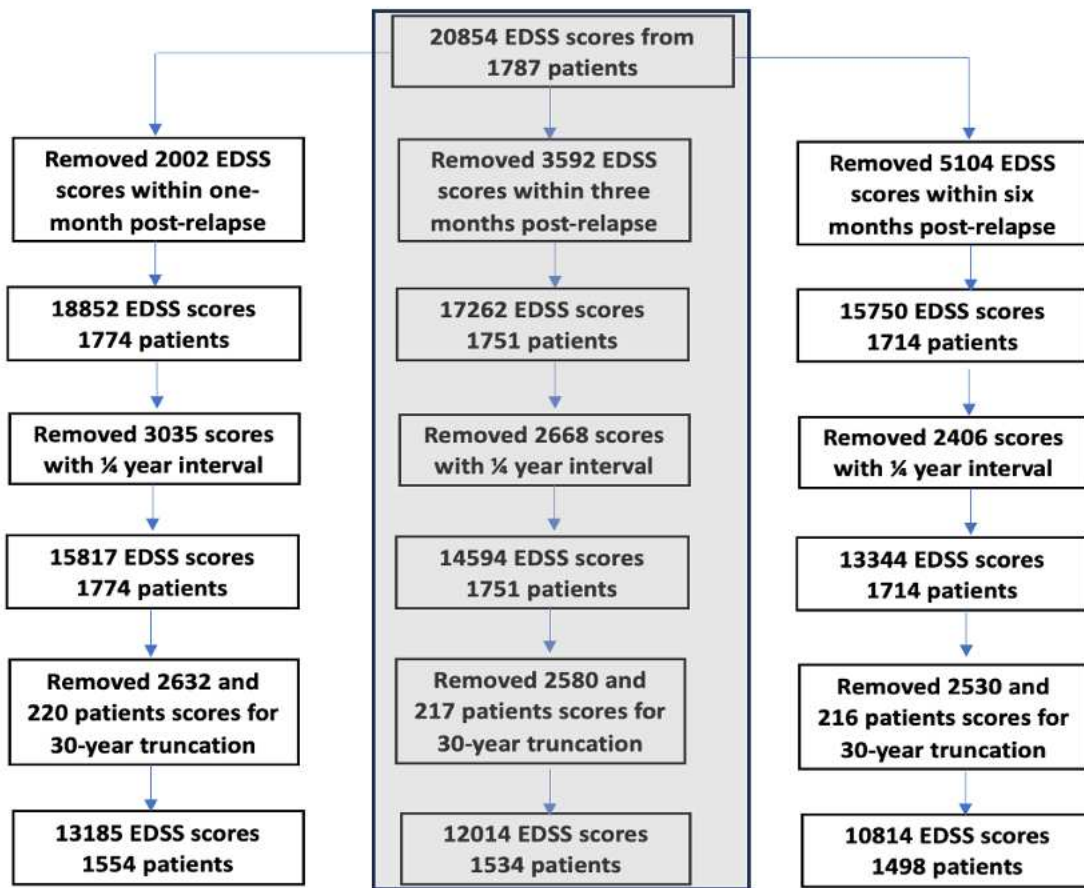 20854 EDSS scores from
1787 patients
Removed 2002 EDSS
scores within one-
month post-relapse
18852 EDSS scores
1774 patients
Removed 3035 scores
with ¼ year interval
15817 EDSS scores
1774 patients
Removed 2632 and
220 patients scores for
30-year truncation
13185 EDSS scores
1554 patients
Removed 3592 EDSS
scores within three
months post-relapse
17262 EDSS scores
1751 patients
Removed 2668 scores
with ¼ year interval
14594 EDSS scores
1751 patients
Removed 2580 and
217 patients scores for
30-year truncation
12014 EDSS scores
1534 patients
Removed 5104 EDSS
scores within six
months post-relapse
15750 EDSS scores
1714 patients
Removed 2406 scores
with ¼ year interval
13344 EDSS scores
1714 patients
Removed 2530 and
216 patients scores for
30-year truncation
10814 EDSS scores
1498 patients